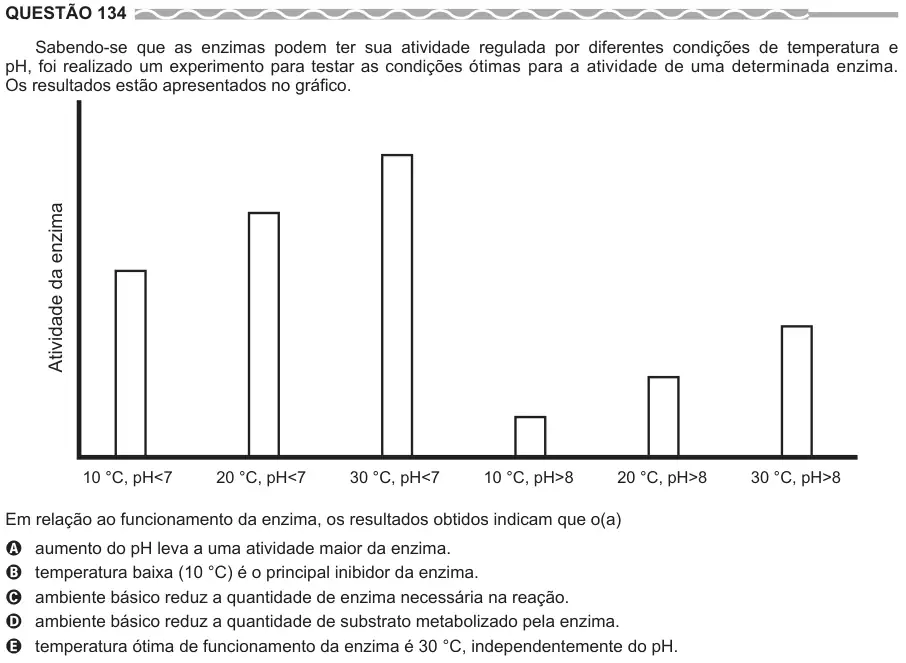 QUESTÃO 134
Sabendo-se que as enzimas podem ter sua atividade regulada por diferentes condições de temperatura e
pH, foi realizado um experimento para testar as condições ótimas para a atividade de uma determinada enzima.
Os resultados estão apresentados no gráfico.
Atividade da enzima
10 °C, pH<7 20 °C, pH<7 30 °C, pH<7 10 °C, pH>8 20 °C, pH>8 30 °C, pH>8
Em relação ao funcionamento da enzima, os resultados obtidos indicam que o(a)
A aumento do pH leva a uma atividade maior da enzima.
B temperatura baixa (10 °C) é o principal inibidor da enzima.
C ambiente básico reduz a quantidade de enzima necessária na reação.
D ambiente básico reduz a quantidade de substrato metabolizado pela enzima.
E temperatura ótima de funcionamento da enzima é 30 °C, independentemente do pH.